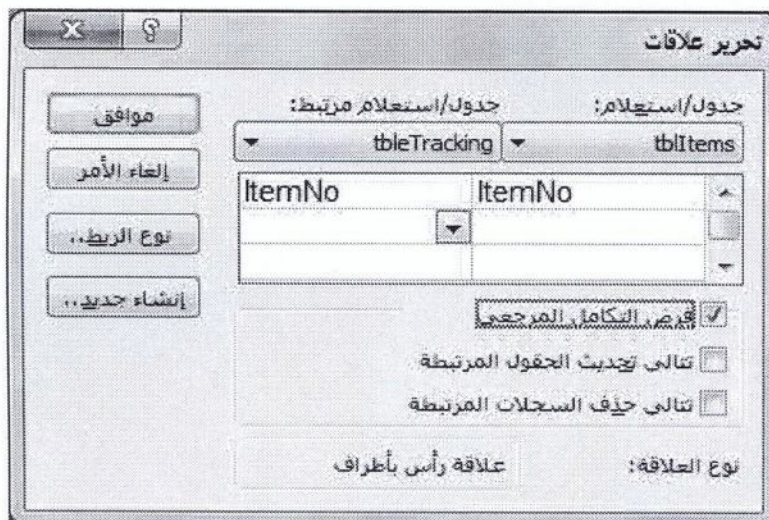 تحرير علاقات
جدول/استعلام: جدول/استعلام مرتبط:
tblItems tbleTracking
ItemNo ItemNo
فرض التكامل المرجعي
تتالي تحديث الحقول المرتبطة
تتالي حذف السجلات المرتبطة
نوع العلاقة: علاقة رأس بأطراف
موافق
إلغاء الأمر
نوع الربط..
إنشاء جديد..